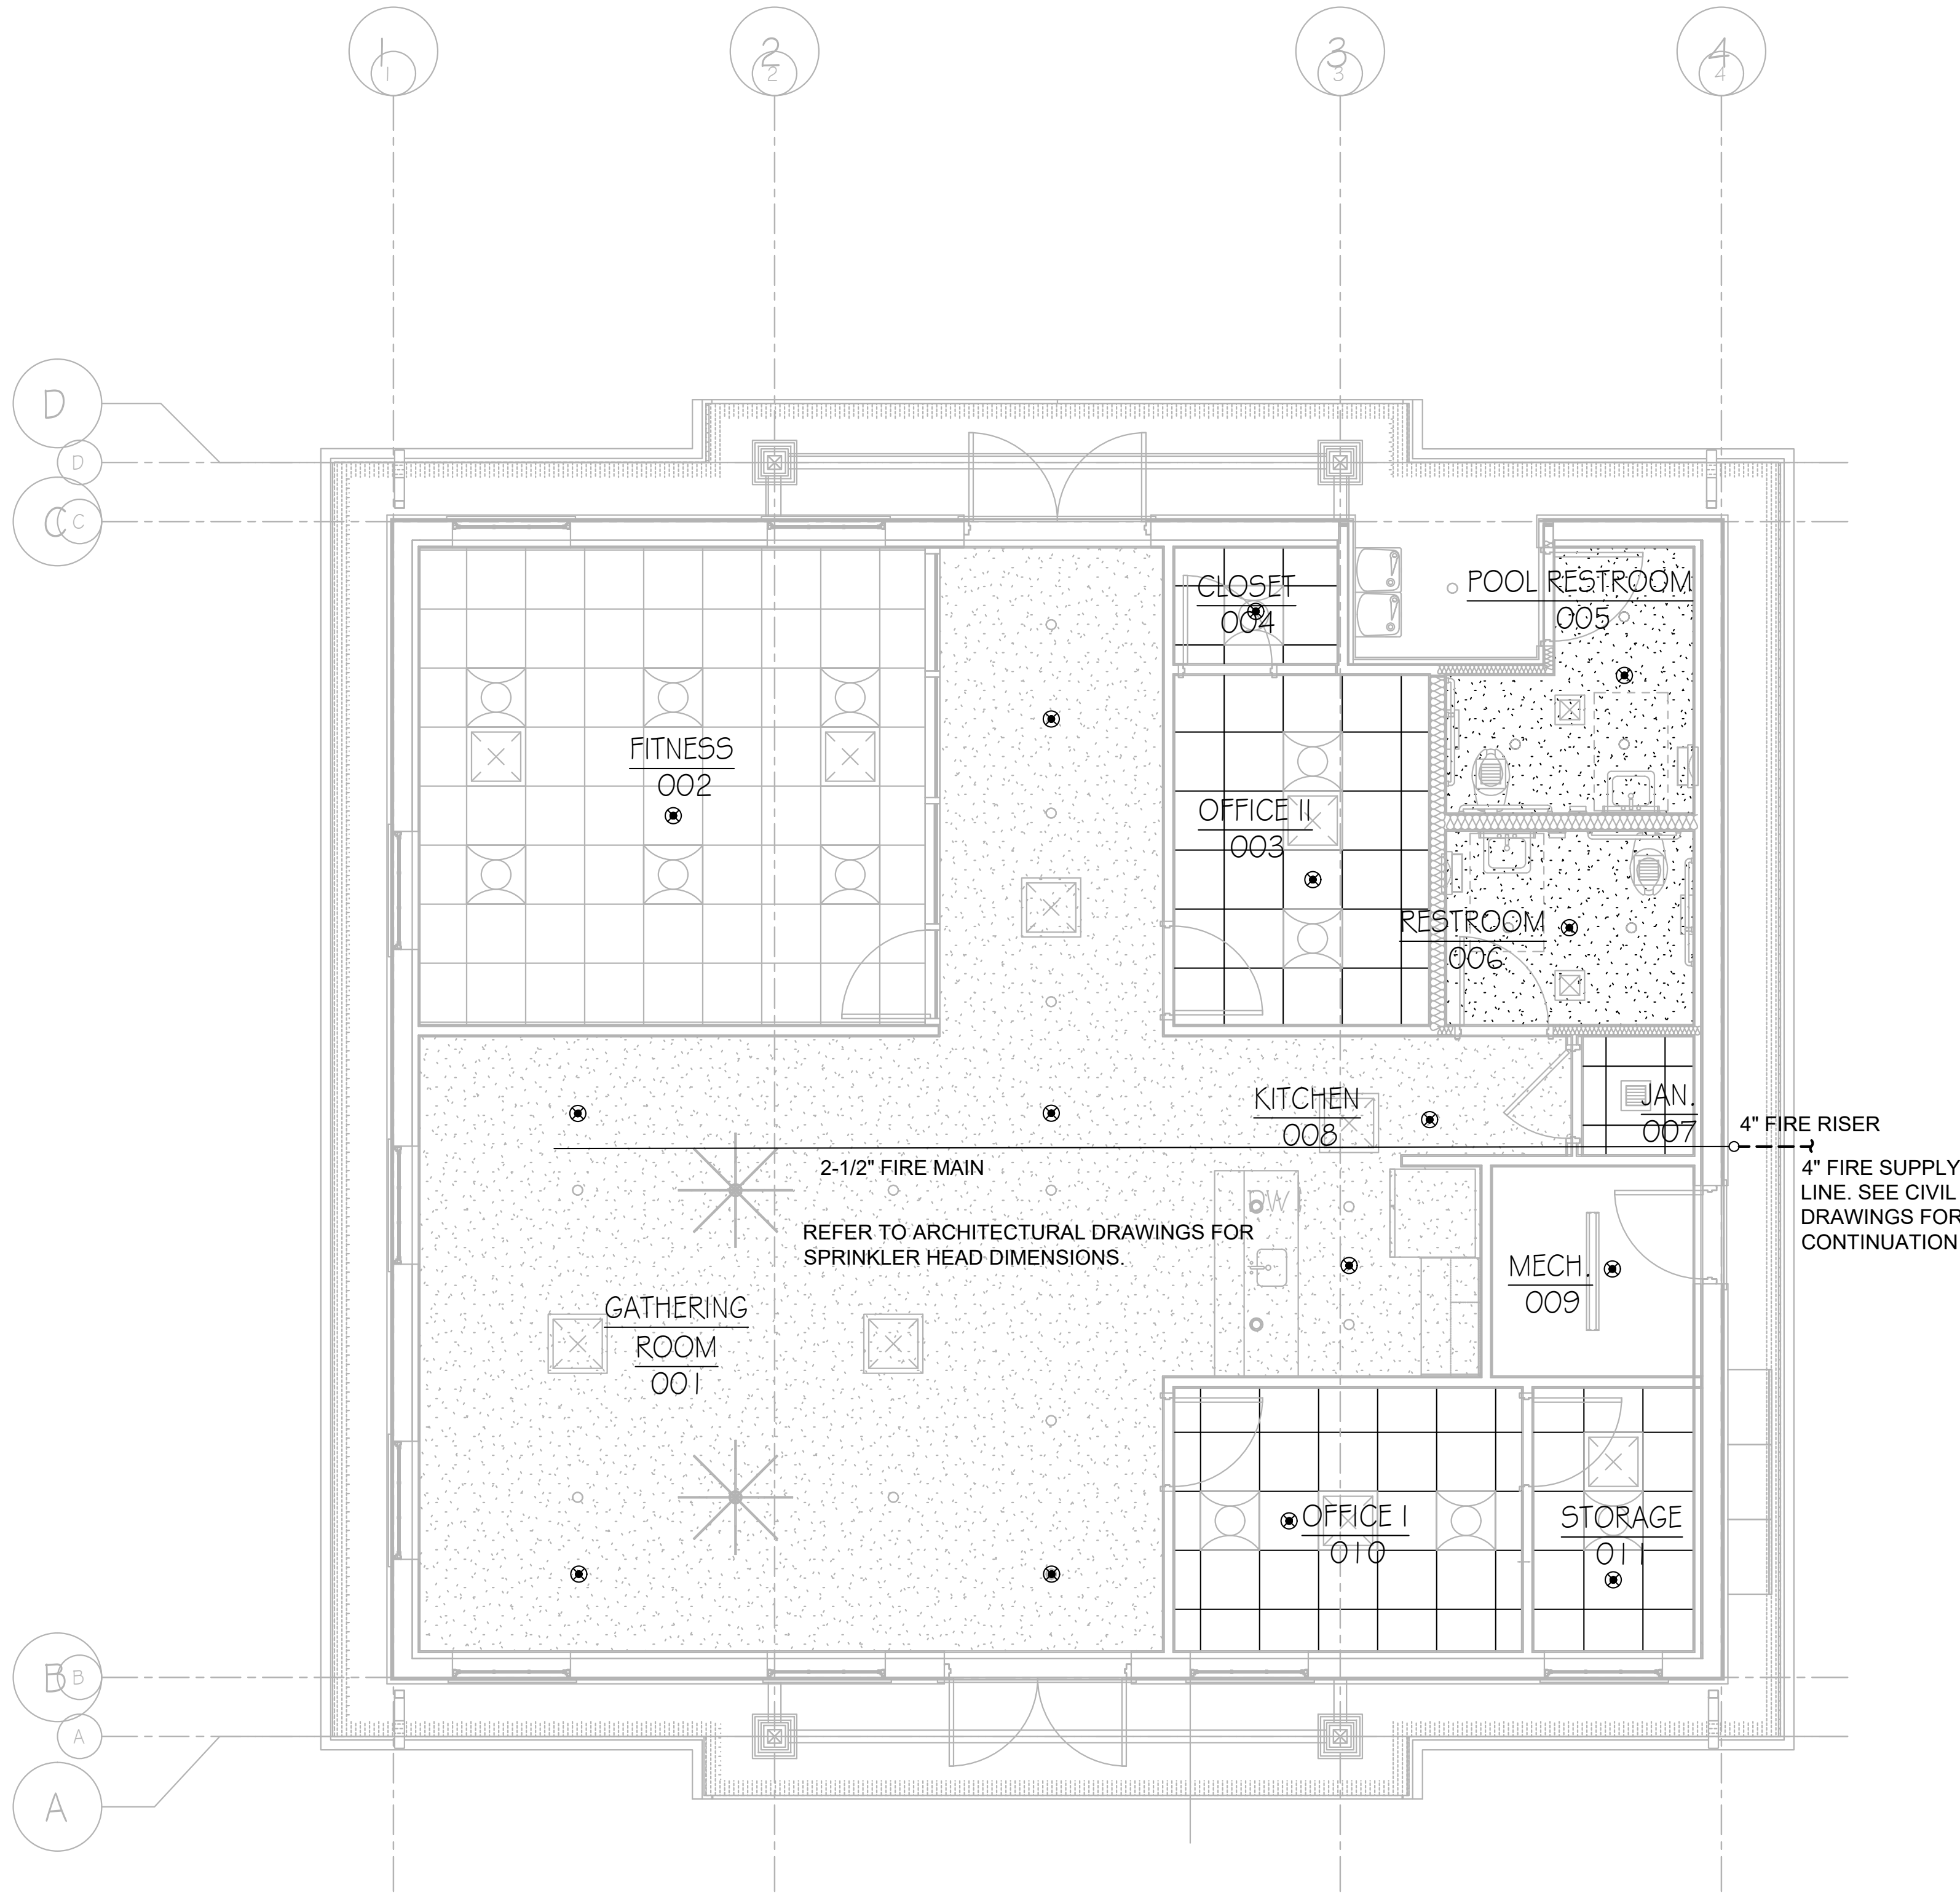 1
1
2
2
3
3
4
4
D
D
C
C
CLOSET
004
POOL RESTROOM
005
FITNESS
002
OFFICE II
003
RESTROOM
006
KITCHEN
008
JAN.
007
4" FIRE RISER
2-1/2" FIRE MAIN
4" FIRE SUPPLY
LINE. SEE CIVIL
DRAWINGS FOR
CONTINUATION
DW
REFER TO ARCHITECTURAL DRAWINGS FOR
SPRINKLER HEAD DIMENSIONS.
MECH.
009
GATHERING
ROOM
001
OFFICE I
010
STORAGE
011
B
B
A
A